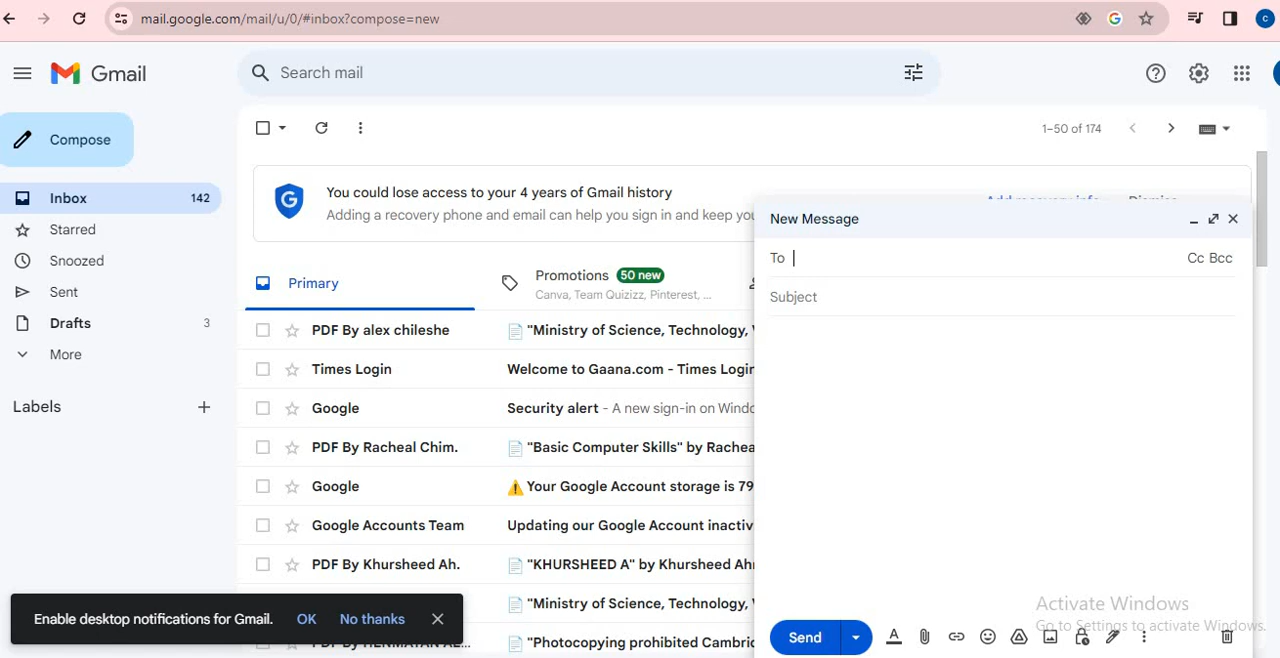 mail.google.com/mail/u/0/#inbox?compose=new
C
Gmail
Search mail
Compose
1–50 of 174
Inbox 142
Starred
Snoozed
Sent
Drafts 3
More
Labels
You could lose access to your 4 years of Gmail history
Adding a recovery phone and email can help you sign in and keep you
Primary
Promotions 50 new
Canva, Team Quizizz, Pinterest, ...
PDF By alex chileshe "Ministry of Science, Technology,
Times Login Welcome to Gaana.com - Times Login
Google Security alert - A new sign-in on Windo
PDF By Racheal Chim. "Basic Computer Skills" by Rachea
Google Your Google Account storage is 79
Google Accounts Team Updating our Google Account inactiv
PDF By Khursheed Ah. "KHURSHEED A" by Khursheed Ah
"Ministry of Science, Technology,
"Photocopying prohibited Cambric
New Message
To
Cc Bcc
Subject
Send
Enable desktop notifications for Gmail. OK No thanks
Activate Windows
Go to Settings to activate Windows.